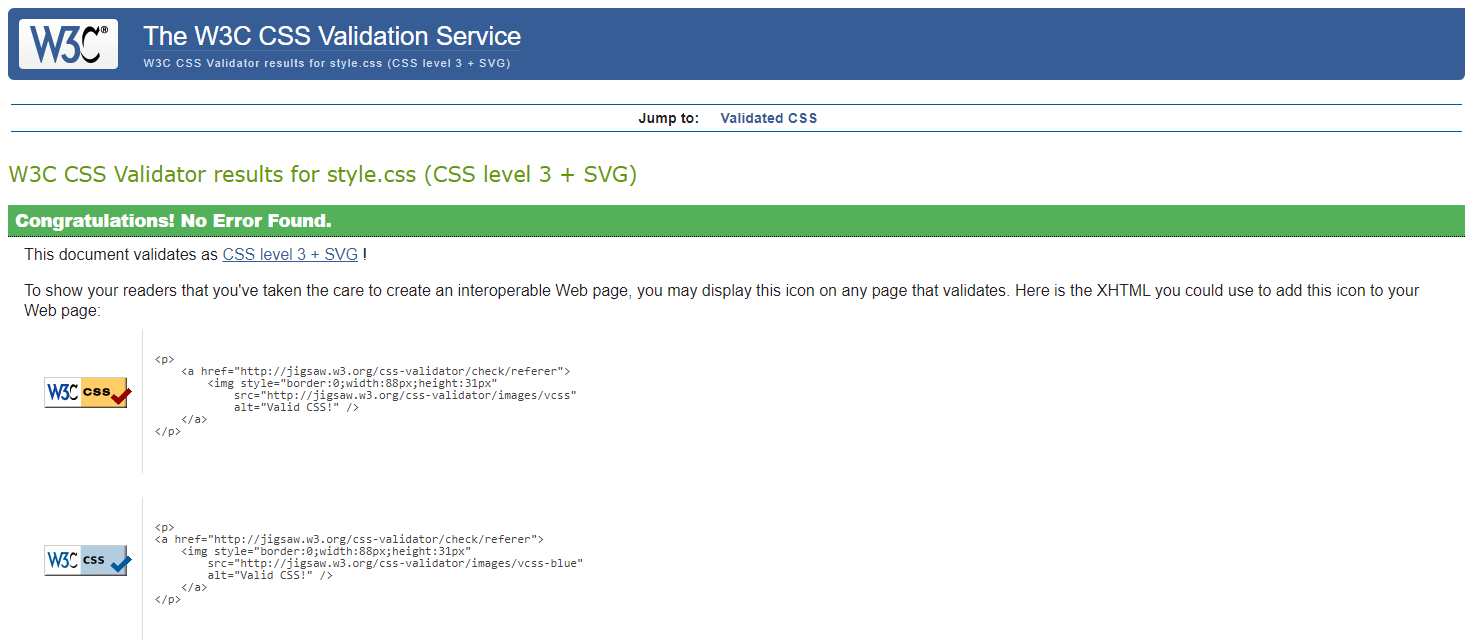 W3C® The W3C CSS Validation Service
W3C CSS Validator results for style.css (CSS level 3 + SVG)
Jump to: Validated CSS
W3C CSS Validator results for style.css (CSS level 3 + SVG)
Congratulations! No Error Found.
This document validates as CSS level 3 + SVG !
To show your readers that you've taken the care to create an interoperable Web page, you may display this icon on any page that validates. Here is the XHTML you could use to add this icon to your
Web page:
W3C css
<p>
    <a href="http://jigsaw.w3.org/css-validator/check/referer">
        <img style="border:0;width:88px;height:31px"
            src="http://jigsaw.w3.org/css-validator/images/vcss"
            alt="Valid CSS!" />
    </a>
</p>
W3C css
<p>
<a href="http://jigsaw.w3.org/css-validator/check/referer">
    <img style="border:0;width:88px;height:31px"
        src="http://jigsaw.w3.org/css-validator/images/vcss-blue"
        alt="Valid CSS!" />
    </a>
</p>